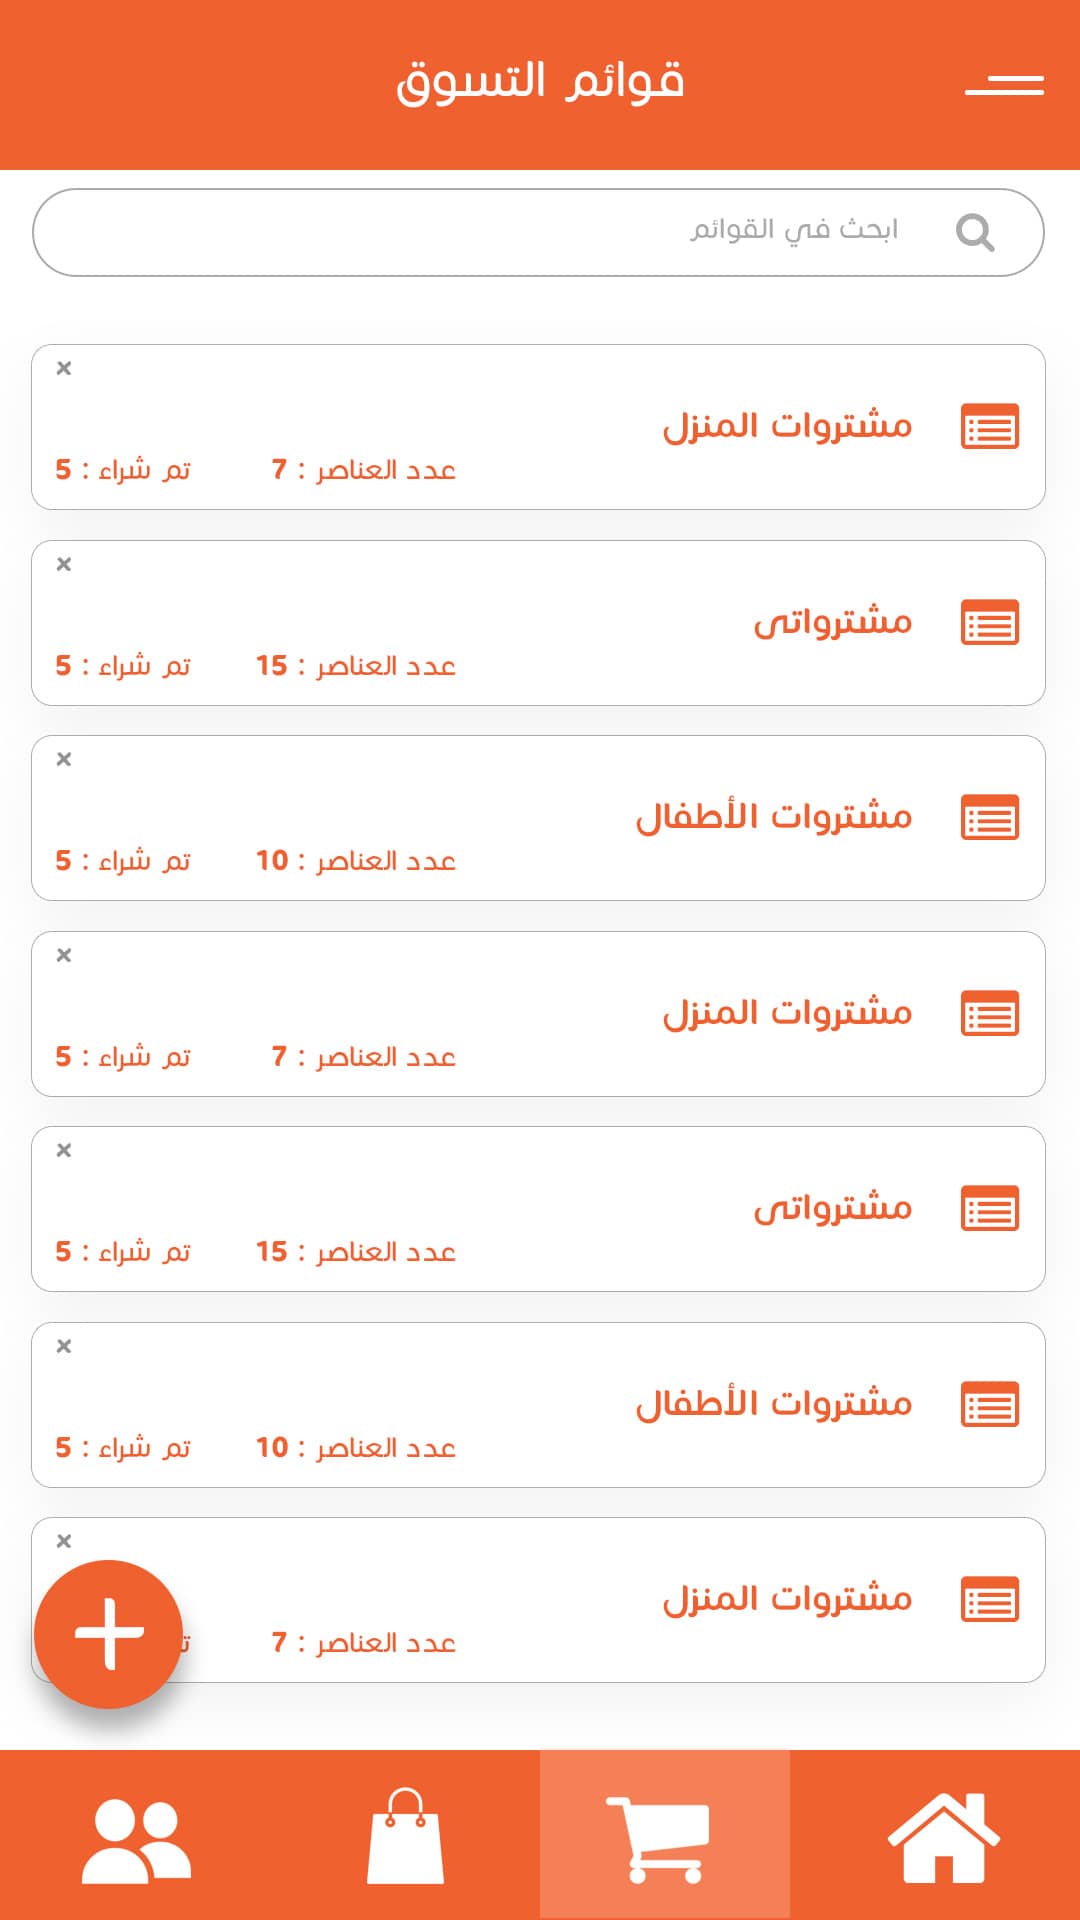 قوائم التسوق
ابحث في القوائم
مشتروات المنزل
عدد العناصر : 7 تم شراء : 5
مشترواتى
عدد العناصر : 15 تم شراء : 5
مشتروات الأطفال
عدد العناصر : 10 تم شراء : 5
مشتروات المنزل
عدد العناصر : 7 تم شراء : 5
مشترواتى
عدد العناصر : 15 تم شراء : 5
مشتروات الأطفال
عدد العناصر : 10 تم شراء : 5
مشتروات المنزل
عدد العناصر : 7